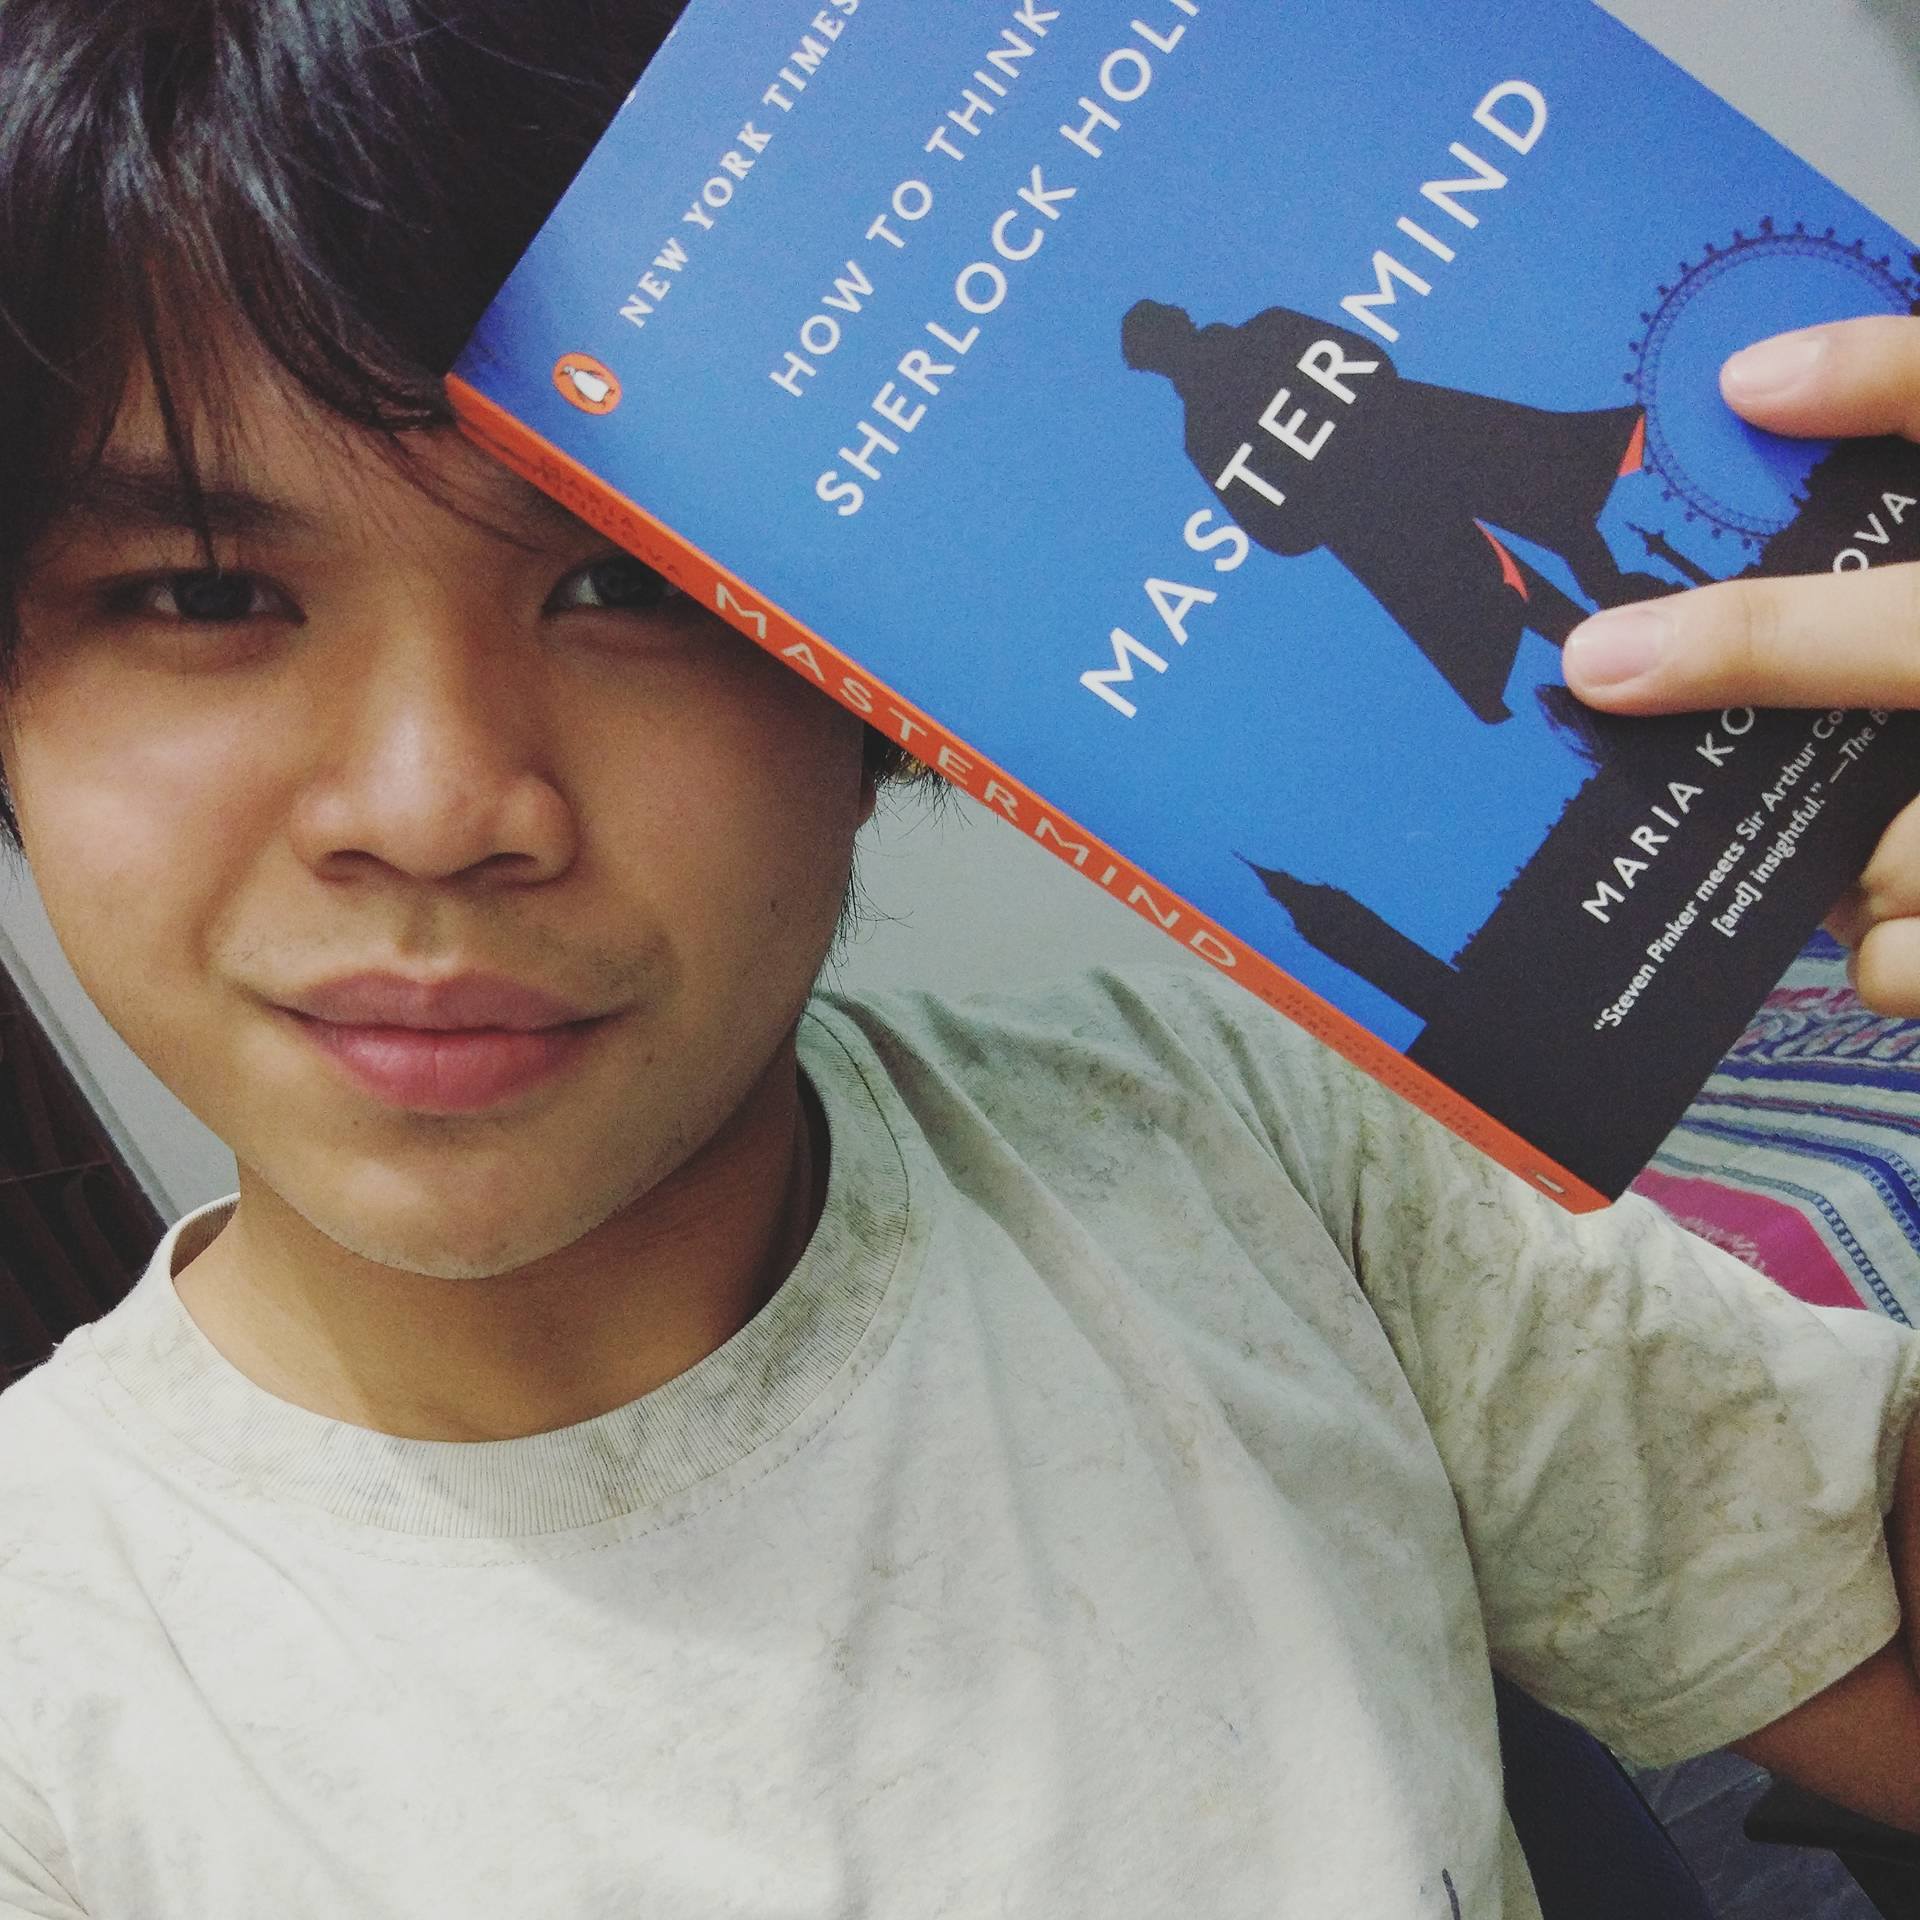 NEW YORK TIMES
HOW TO THINK
SHERLOCK HOL
MASTERMIND
MARIA KO OVA
"Steven Pinker meets Sir Arthur Co
[and] insightful." —The B
MARIA
MASTERMIND